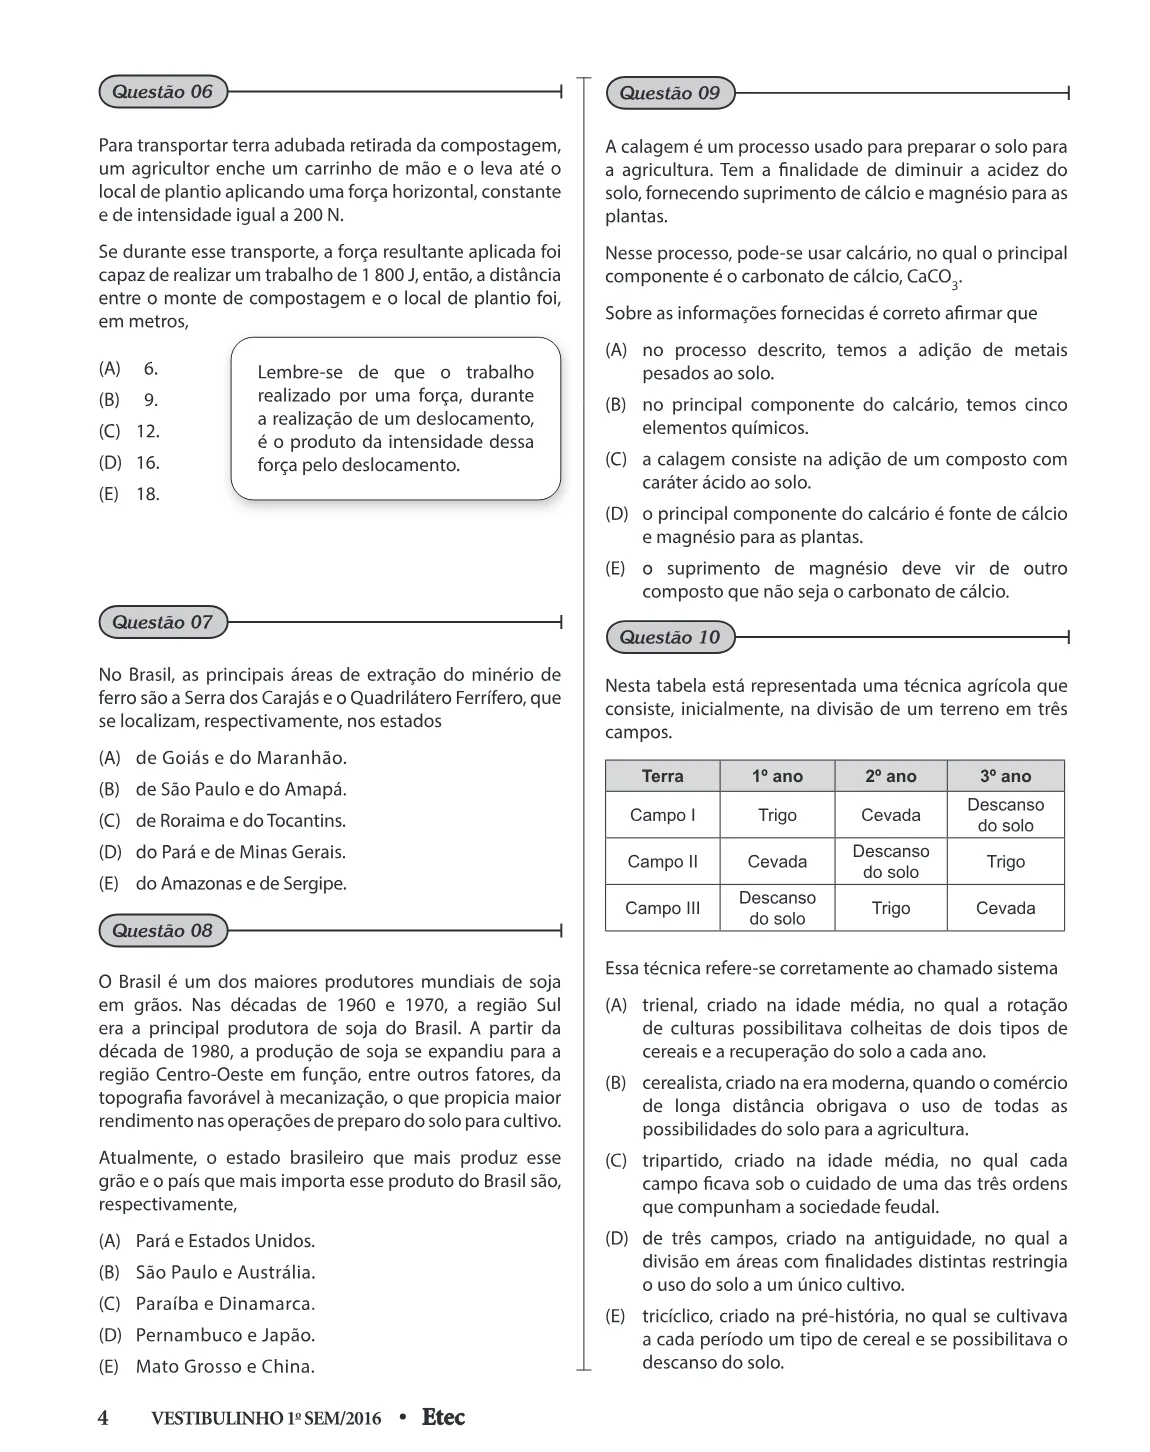 Questão 06
Para transportar terra adubada retirada da compostagem,
um agricultor enche um carrinho de mão e o leva até o
local de plantio aplicando uma força horizontal, constante
e de intensidade igual a 200 N.
Se durante esse transporte, a força resultante aplicada foi
capaz de realizar um trabalho de 1 800 J, então, a distância
entre o monte de compostagem e o local de plantio foi,
em metros,
(A) 6.
(B) 9.
(C) 12.
(D) 16.
(E) 18.
Lembre-se de que o trabalho
realizado por uma força, durante
a realização de um deslocamento,
é o produto da intensidade dessa
força pelo deslocamento.
Questão 07
No Brasil, as principais áreas de extração do minério de
ferro são a Serra dos Carajás e o Quadrilátero Ferrífero, que
se localizam, respectivamente, nos estados
(A) de Goiás e do Maranhão.
(B) de São Paulo e do Amapá.
(C) de Roraima e do Tocantins.
(D) do Pará e de Minas Gerais.
(E) do Amazonas e de Sergipe.
Questão 08
O Brasil é um dos maiores produtores mundiais de soja
em grãos. Nas décadas de 1960 e 1970, a região Sul
era a principal produtora de soja do Brasil. A partir da
década de 1980, a produção de soja se expandiu para a
região Centro-Oeste em função, entre outros fatores, da
topografia favorável à mecanização, o que propicia maior
rendimento nas operações de preparo do solo para cultivo.
Atualmente, o estado brasileiro que mais produz esse
grão e o país que mais importa esse produto do Brasil são,
respectivamente,
(A) Pará e Estados Unidos.
(B) São Paulo e Austrália.
(C) Paraíba e Dinamarca.
(D) Pernambuco e Japão.
(E) Mato Grosso e China.
Questão 09
A calagem é um processo usado para preparar o solo para
a agricultura. Tem a finalidade de diminuir a acidez do
solo, fornecendo suprimento de cálcio e magnésio para as
plantas.
Nesse processo, pode-se usar calcário, no qual o principal
componente é o carbonato de cálcio, CaCO3.
Sobre as informações fornecidas é correto afirmar que
(A) no processo descrito, temos a adição de metais
pesados ao solo.
(B) no principal componente do calcário, temos cinco
elementos químicos.
(C) a calagem consiste na adição de um composto com
caráter ácido ao solo.
(D) o principal componente do calcário é fonte de cálcio
e magnésio para as plantas.
(E) o suprimento de magnésio deve vir de outro
composto que não seja o carbonato de cálcio.
Questão 10
Nesta tabela está representada uma técnica agrícola que
consiste, inicialmente, na divisão de um terreno em três
campos.
Terra 1º ano 2º ano 3º ano
Campo I Trigo Cevada Descanso do solo
Campo II Cevada Descanso do solo Trigo
Campo III Descanso do solo Trigo Cevada
Essa técnica refere-se corretamente ao chamado sistema
(A) trienal, criado na idade média, no qual a rotação
de culturas possibilitava colheitas de dois tipos de
cereais e a recuperação do solo a cada ano.
(B) cerealista, criado na era moderna, quando o comércio
de longa distância obrigava o uso de todas as
possibilidades do solo para a agricultura.
(C) tripartido, criado na idade média, no qual cada
campo ficava sob o cuidado de uma das três ordens
que compunham a sociedade feudal.
(D) de três campos, criado na antiguidade, no qual a
divisão em áreas com finalidades distintas restringia
o uso do solo a um único cultivo.
(E) tricíclico, criado na pré-história, no qual se cultivava
a cada período um tipo de cereal e se possibilitava o
descanso do solo.
4 VESTIBULINHO 1º SEM/2016 • Etec